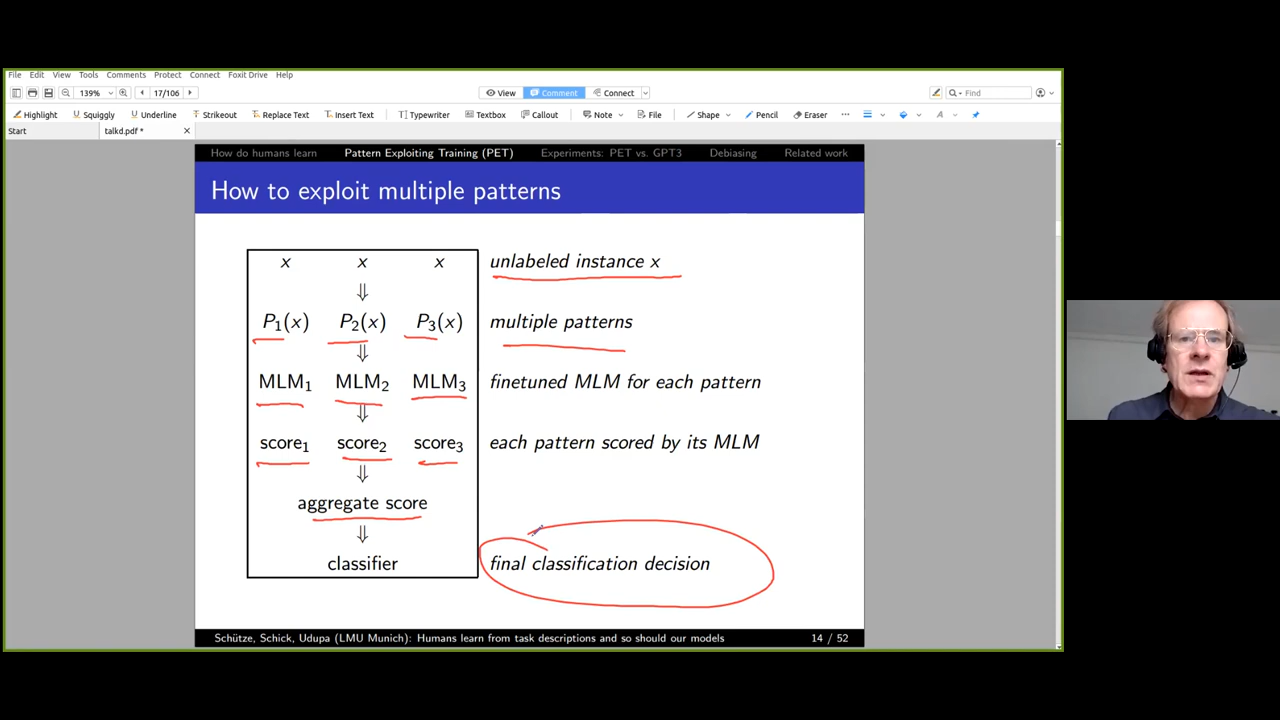 File Edit View Tools Comments Protect Connect Foxit Drive Help
139% 17/106 View Comment Connect Find
Highlight Squiggly Underline Strikeout Replace Text Insert Text Typewriter Textbox Callout Note File Shape Pencil Eraser
Start talkd.pdf *
How do humans learn Pattern Exploiting Training (PET) Experiments: PET vs. GPT3 Debiasing Related work
How to exploit multiple patterns
x x x unlabeled instance x
⇓
P₁(x) P₂(x) P₃(x) multiple patterns
⇓
MLM₁ MLM₂ MLM₃ finetuned MLM for each pattern
⇓
score₁ score₂ score₃ each pattern scored by its MLM
⇓
aggregate score
⇓
classifier final classification decision
Schütze, Schick, Udupa (LMU Munich): Humans learn from task descriptions and so should our models 14 / 52